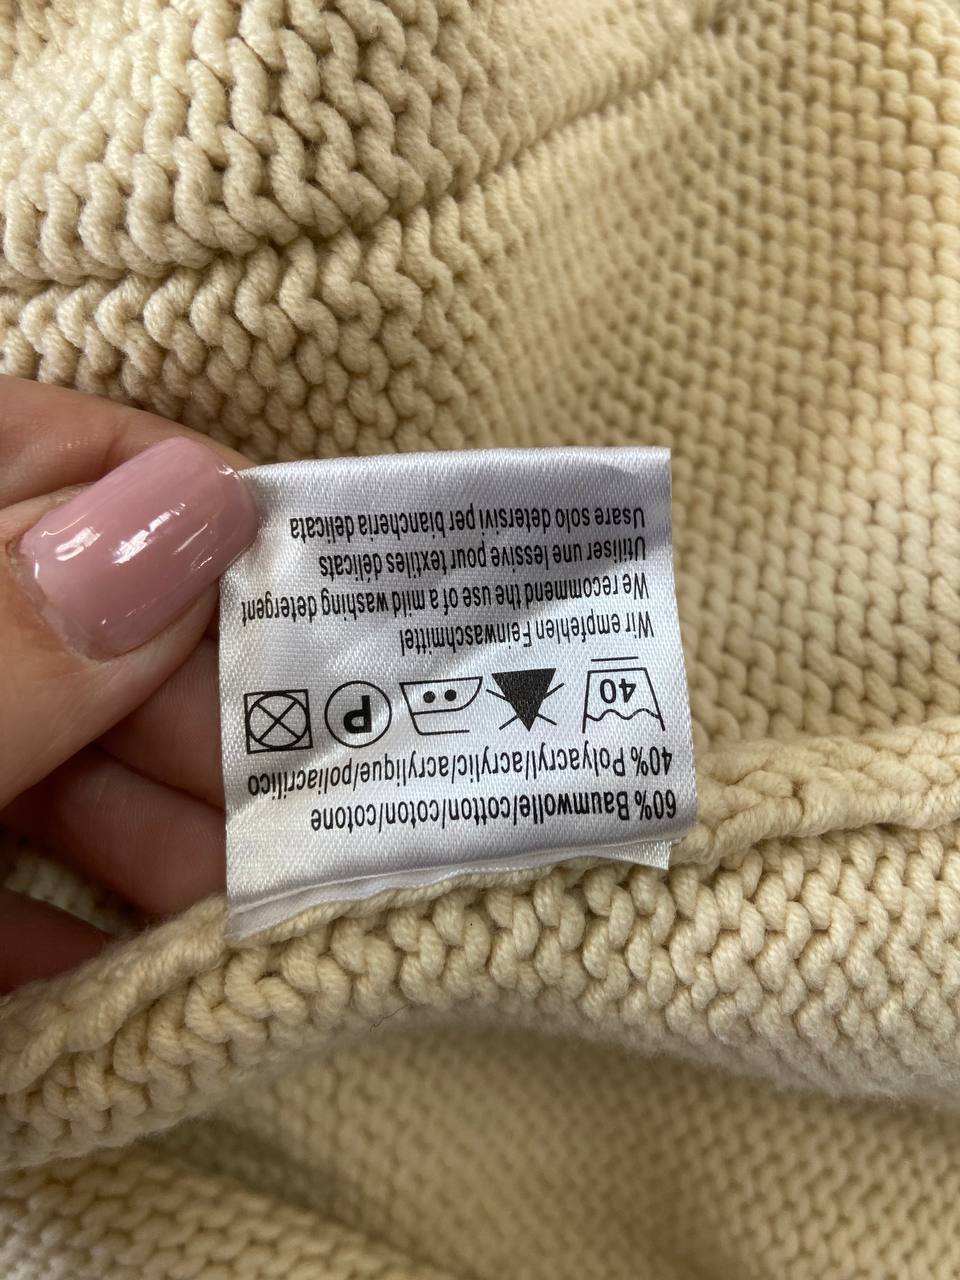 60% Baumwolle/cotton/coton/cotone
40% Polyacryl/acrylic/acrylique/poliacrilico
40 P
Wir empfehlen Feinwaschmittel
We recommend the use of a mild washing detergent
Utiliser une lessive pour textiles délicats
Usare solo detersivi per biancheria delicata